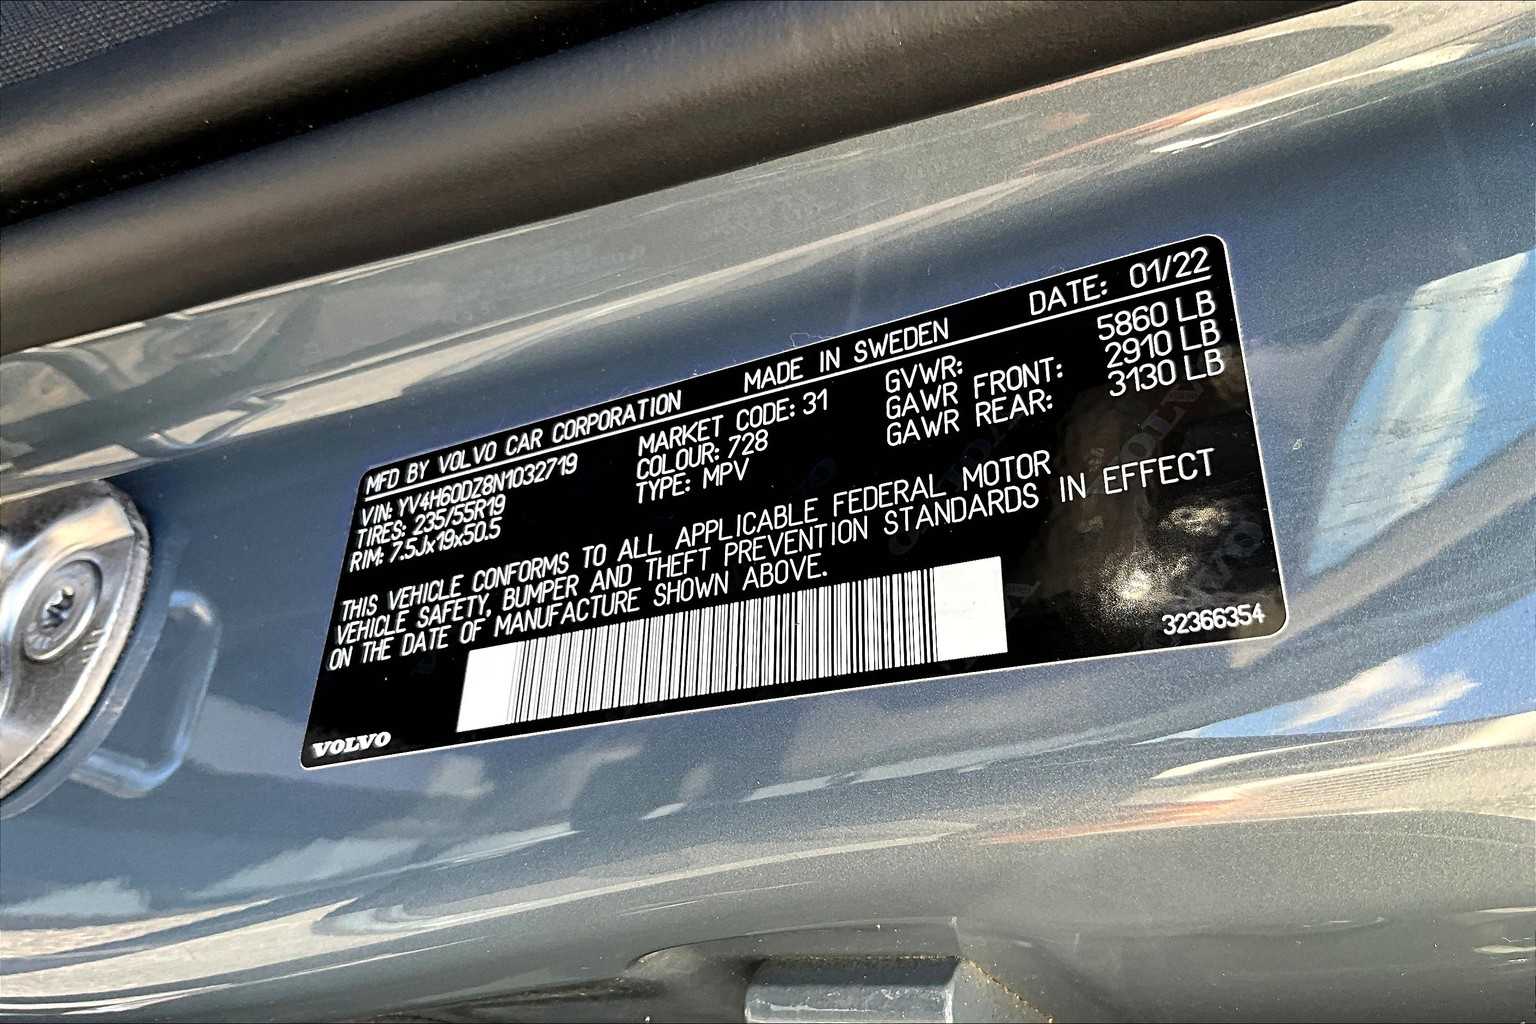 MFD BY VOLVO CAR CORPORATION MADE IN SWEDEN DATE: 01/22
VIN: YV4H60DZ8N1032719 MARKET CODE: 31 GVWR: 5860 LB
TIRES: 235/55R19 COLOUR: 728 GAWR FRONT: 2910 LB
RIM: 7.5Jx19x50.5 TYPE: MPV GAWR REAR: 3130 LB
THIS VEHICLE CONFORMS TO ALL APPLICABLE FEDERAL MOTOR
VEHICLE SAFETY, BUMPER AND THEFT PREVENTION STANDARDS IN EFFECT
ON THE DATE OF MANUFACTURE SHOWN ABOVE.
32366354
VOLVO